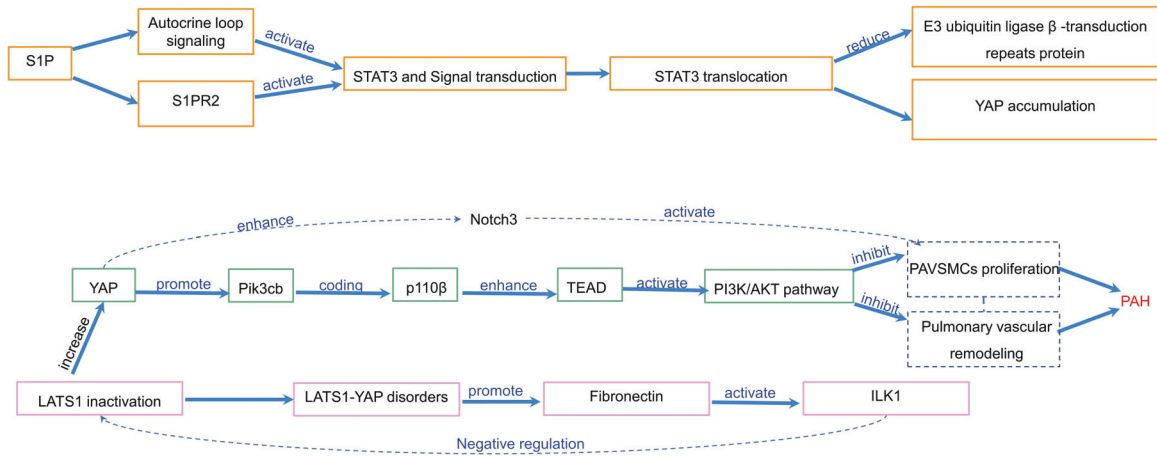 S1P
Autocrine loop
signaling
S1PR2
activate
activate
STAT3 and Signal transduction
STAT3 translocation
reduce
E3 ubiquitin ligase β -transduction
repeats protein
YAP accumulation
enhance
Notch3
activate
YAP
promote
Pik3cb
coding
p110β
enhance
TEAD
activate
PI3K/AKT pathway
inhibit
inhibit
PAVSMCs proliferation
Pulmonary vascular
remodeling
PAH
increase
LATS1 inactivation
LATS1-YAP disorders
promote
Fibronectin
activate
ILK1
Negative regulation